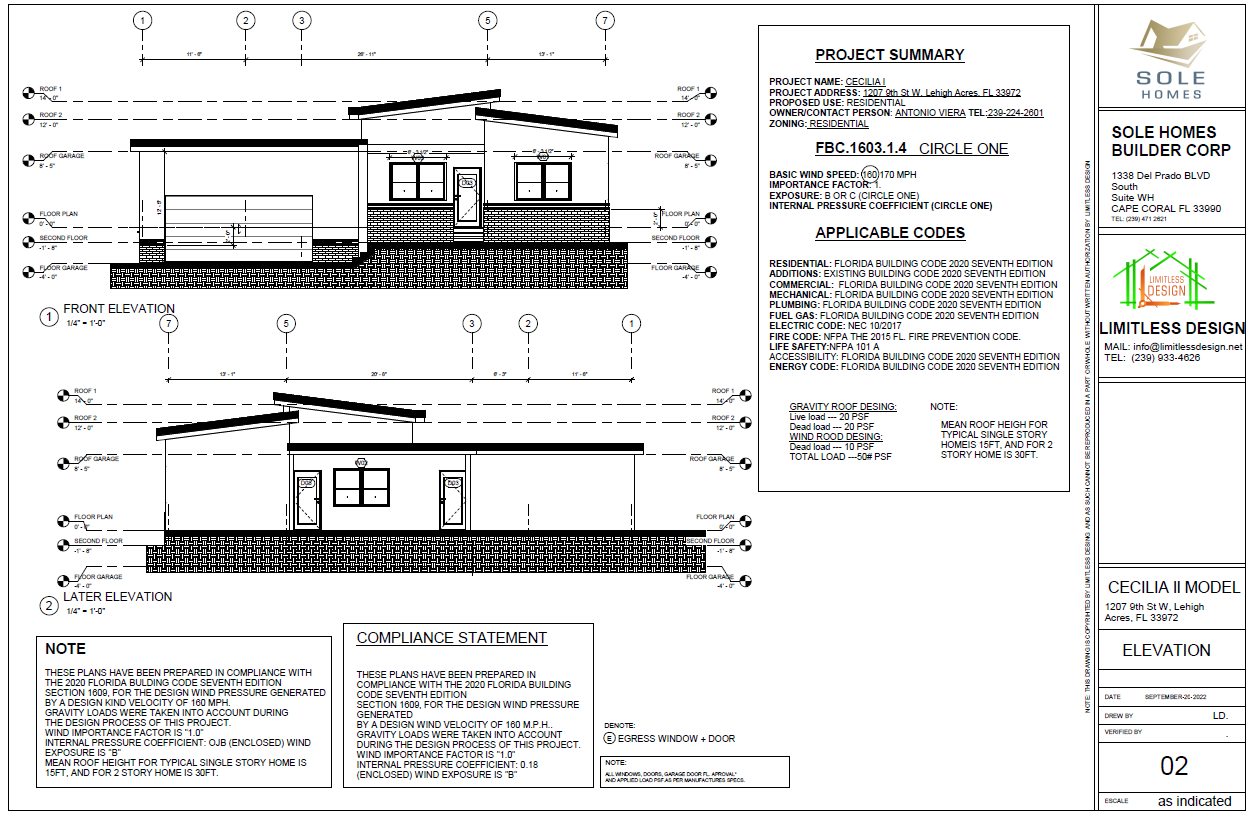 1 2 3 5 7
11' - 6" 26' - 11" 13' - 1"
ROOF 1
14' - 0"
ROOF 2
12' - 0"
ROOF GARAGE
8' - 5"
FLOOR PLAN
0' - 0"
SECOND FLOOR
-1' - 8"
FLOOR GARAGE
-4' - 0"
D03
ROOF 1
14' - 0"
ROOF 2
12' - 0"
ROOF GARAGE
8' - 5"
FLOOR PLAN
0' - 0"
SECOND FLOOR
-1' - 8"
FLOOR GARAGE
-4' - 0"
1 FRONT ELEVATION
1/4" = 1'-0"
7 5 3 2 1
13' - 1" 20' - 8" 6' - 3" 11' - 6"
ROOF 1
14' - 0"
ROOF 2
12' - 0"
ROOF GARAGE
8' - 5"
FLOOR PLAN
0' - 0"
SECOND FLOOR
-1' - 8"
FLOOR GARAGE
-4' - 0"
W02
D03
ROOF 1
14' - 0"
ROOF 2
12' - 0"
ROOF GARAGE
8' - 5"
FLOOR PLAN
0' - 0"
SECOND FLOOR
-1' - 8"
FLOOR GARAGE
-4' - 0"
2 LATER ELEVATION
1/4" = 1'-0"
NOTE
THESE PLANS HAVE BEEN PREPARED IN COMPLIANCE WITH
THE 2020 FLORIDA BULDING CODE SEVENTH EDITION
SECTION 1609, FOR THE DESIGN WIND PRESSURE GENERATED
BY A DESIGN KIND VELOCITY OF 160 MPH.
GRAVITY LOADS WERE TAKEN INTO ACCOUNT DURING
THE DESIGN PROCESS OF THIS PROJECT.
WIND IMPORTANCE FACTOR IS "1.0"
INTERNAL PRESSURE COEFFICIENT: OJB (ENCLOSED) WIND
EXPOSURE IS "B"
MEAN ROOF HEIGHT FOR TYPICAL SINGLE STORY HOME IS
15FT, AND FOR 2 STORY HOME IS 30FT.
COMPLIANCE STATEMENT
THESE PLANS HAVE BEEN PREPARED IN
COMPLIANCE WITH THE 2020 FLORIDA BUILDING
CODE SEVENTH EDITION
SECTION 1609, FOR THE DESIGN WIND PRESSURE
GENERATED
BY A DESIGN WIND VELOCITY OF 160 M.P.H..
GRAVITY LOADS WERE TAKEN INTO ACCOUNT
DURING THE DESIGN PROCESS OF THIS PROJECT.
WIND IMPORTANCE FACTOR IS "1.0"
INTERNAL PRESSURE COEFFICIENT: 0.18
(ENCLOSED) WIND EXPOSURE IS "B"
DENOTE:
E EGRESS WINDOW + DOOR
NOTE:
ALL WINDOWS, DOORS, GARAGE DOOR FL. APROVAL"
AND APPLIED LOAD PSF.AS PER MANUFACTURES SPECS.
PROJECT SUMMARY
PROJECT NAME: CECILIA I
PROJECT ADDRESS: 1207 9th St W. Lehigh Acres, FL 33972
PROPOSED USE: RESIDENTIAL
OWNER/CONTACT PERSON: ANTONIO VIERA TEL:239-224-2601
ZONING: RESIDENTIAL
FBC.1603.1.4 CIRCLE ONE
BASIC WIND SPEED: 160 170 MPH
IMPORTANCE FACTOR: 1.
EXPOSURE: B OR C (CIRCLE ONE)
INTERNAL PRESSURE COEFFICIENT (CIRCLE ONE)
APPLICABLE CODES
RESIDENTIAL: FLORIDA BUILDING CODE 2020 SEVENTH EDITION
ADDITIONS: EXISTING BUILDING CODE 2020 SEVENTH EDITION
COMMERCIAL: FLORIDA BUILDING CODE 2020 SEVENTH EDITION
MECHANICAL: FLORIDA BUILDING CODE 2020 SEVENTH EDITION
PLUMBING: FLORIDA BUILDING CODE 2020 SEVENTH EDITION
FUEL GAS: FLORIDA BUILDING CODE 2020 SEVENTH EDITION
ELECTRIC CODE: NEC 10/2017
FIRE CODE: NFPA THE 2015 FL. FIRE PREVENTION CODE.
LIFE SAFETY:NFPA 101 A
ACCESSIBILITY: FLORIDA BUILDING CODE 2020 SEVENTH EDITION
ENERGY CODE: FLORIDA BUILDING CODE 2020 SEVENTH EDITION
GRAVITY ROOF DESING:
Live load --- 20 PSF
Dead load --- 20 PSF
WIND ROOD DESING:
Dead load --- 10 PSF
TOTAL LOAD ---50# PSF
NOTE:
MEAN ROOF HEIGH FOR
TYPICAL SINGLE STORY
HOMEIS 15FT, AND FOR 2
STORY HOME IS 30FT.
NOTE: THIS DRAWING IS COPYRIHTED BY LIMITLESS DESING AND AS SUCH CANNOT BE REPRODUCED IN A PART OR WHOLE WITHOUT WRITTEN AUTHORIZATION BY LIMITLESS DESIGN
SOLE
HOMES
SOLE HOMES
BUILDER CORP
1338 Del Prado BLVD
South
Suite WH
CAPE CORAL FL 33990
TEL: (239) 471 2621
LIMITLESS
DESIGN
LIMITLESS DESIGN
MAIL: info@limitlessdesign.net
TEL: (239) 933-4626
CECILIA II MODEL
1207 9th St W, Lehigh
Acres, FL 33972
ELEVATION
DATE SEPTEMBER-20-2022
DREW BY LD.
VERIFIED BY .
02
ESCALE as indicated